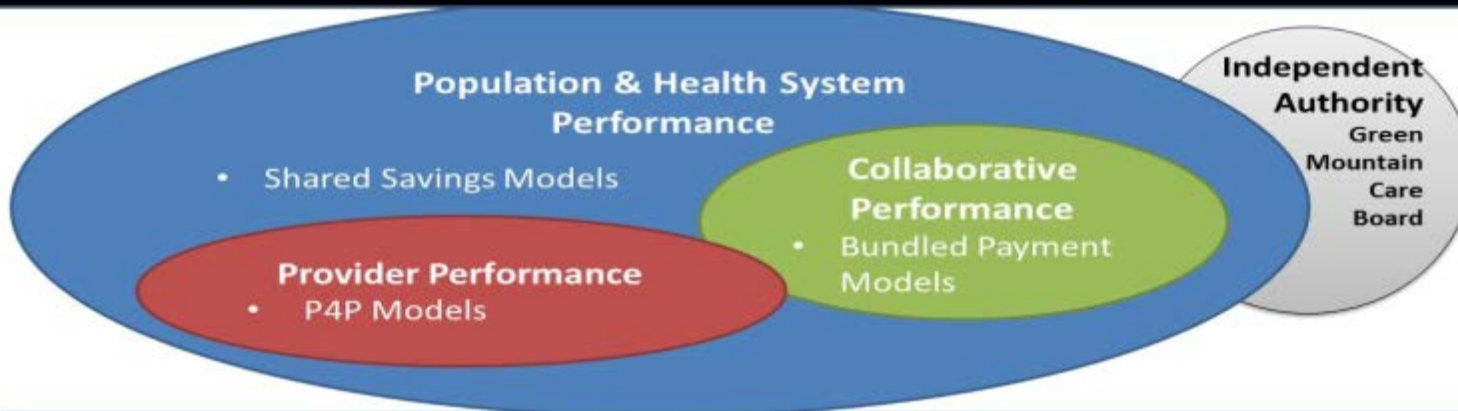 Population & Health System
Performance
• Shared Savings Models
Collaborative
Performance
• Bundled Payment
Models
Provider Performance
• P4P Models
Independent
Authority
Green
Mountain
Care
Board